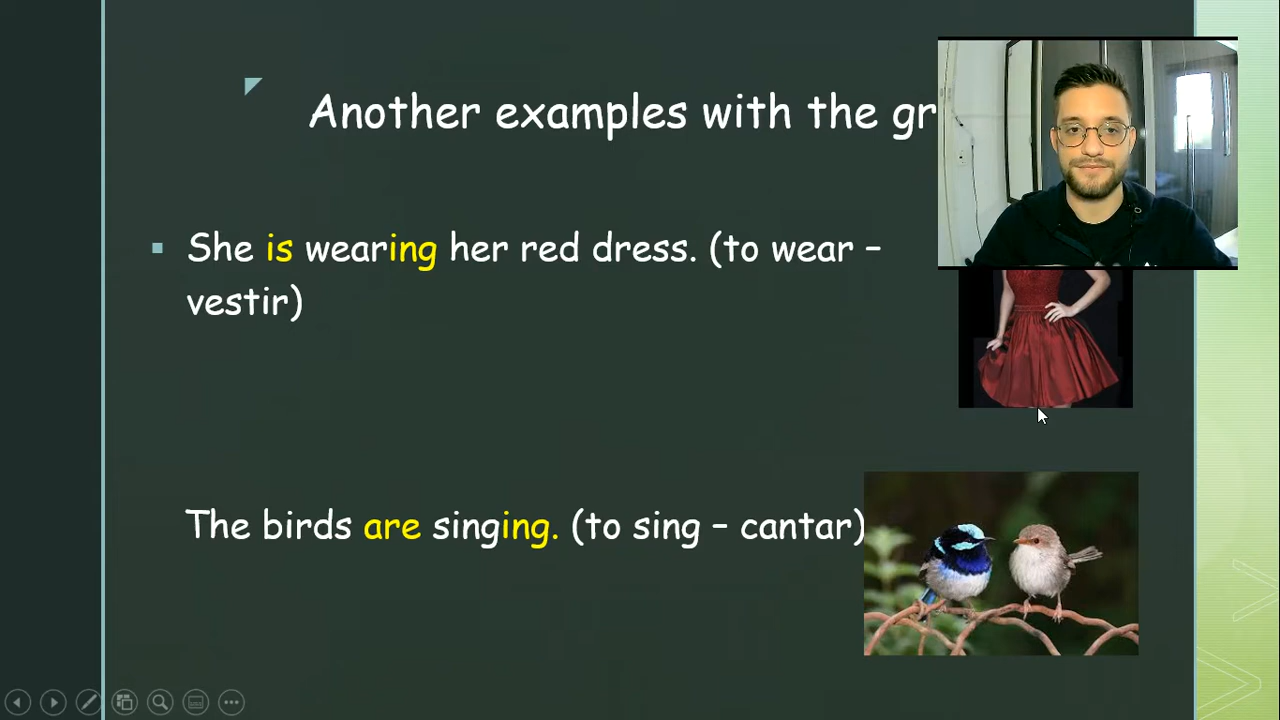 Another examples with the gr
She is wearing her red dress. (to wear –
vestir)
The birds are singing. (to sing – cantar)